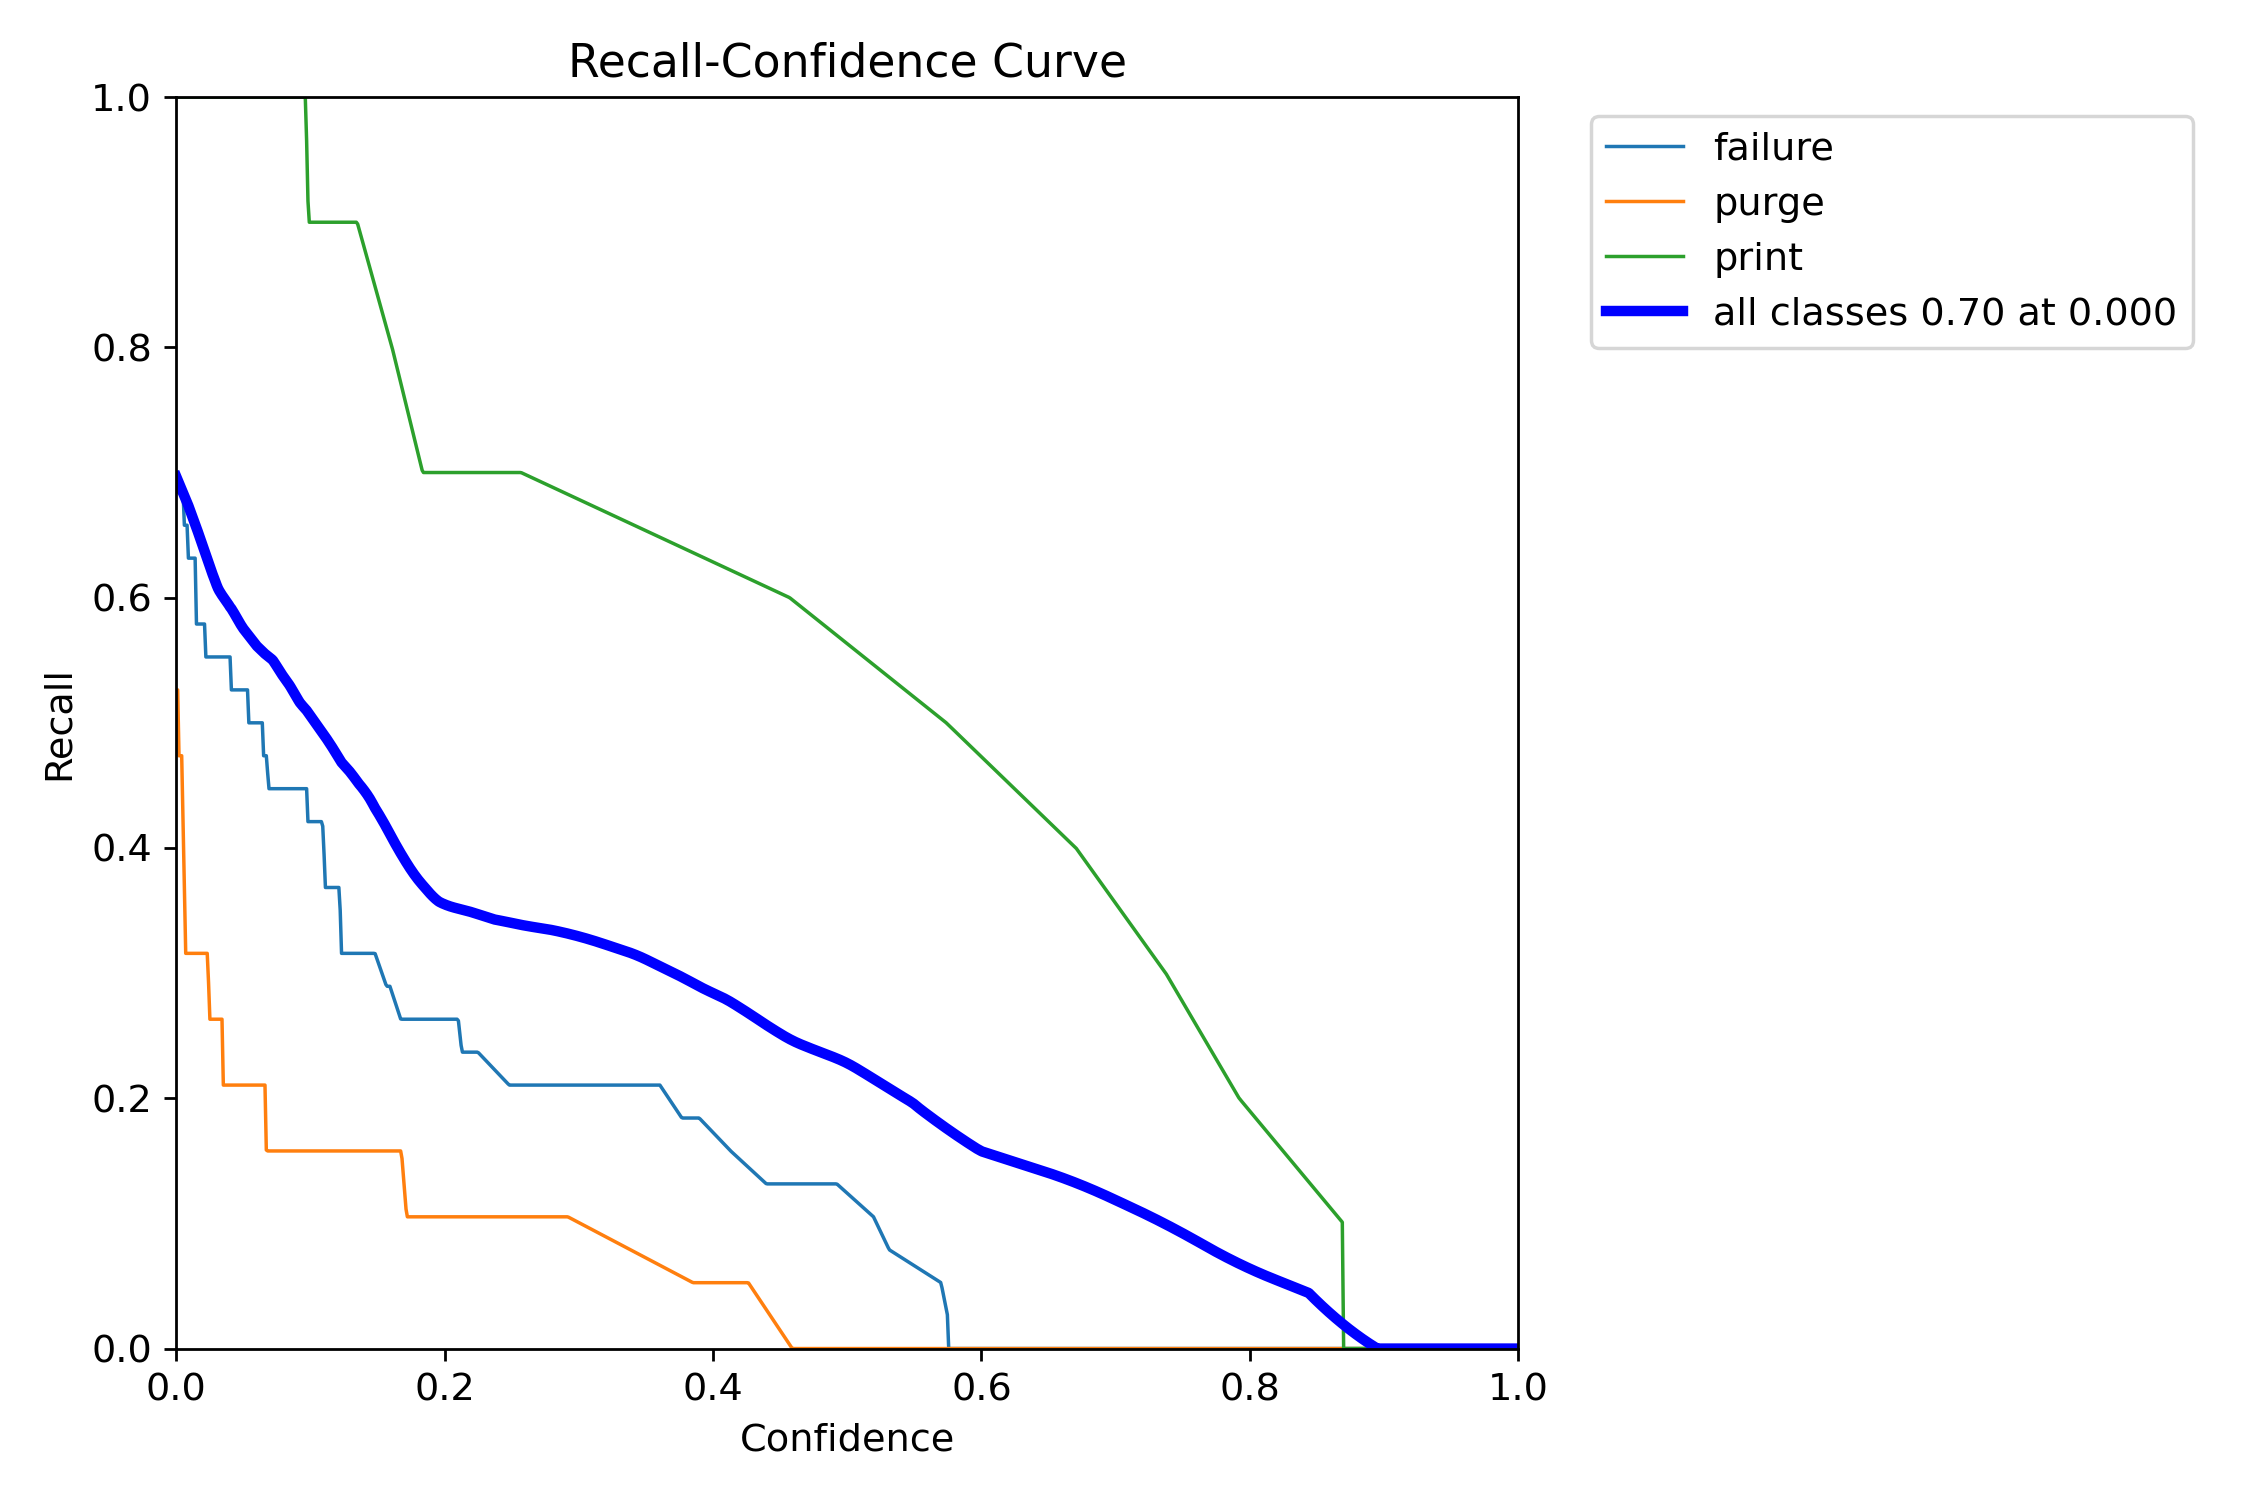 Recall-Confidence Curve
1.0
0.8
0.6
0.4
0.2
0.0
Recall
0.0 0.2 0.4 0.6 0.8 1.0
Confidence
failure
purge
print
all classes 0.70 at 0.000